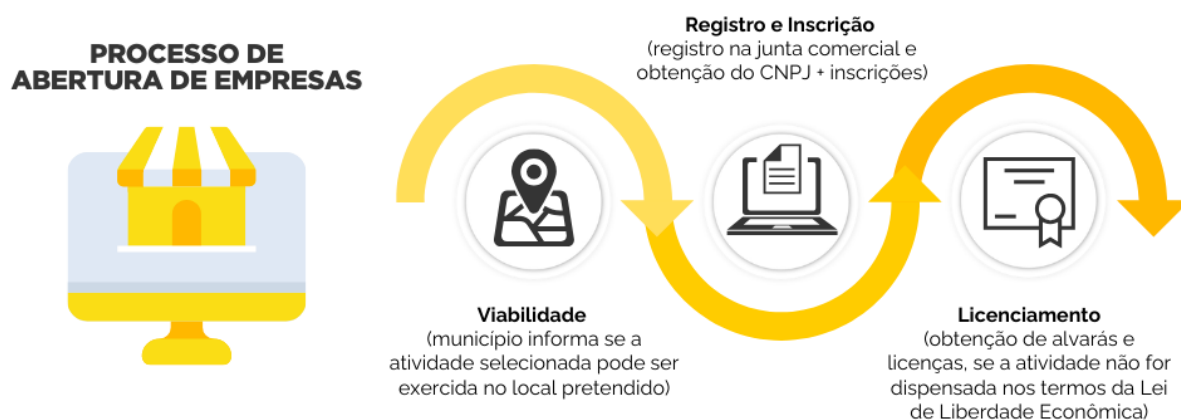 PROCESSO DE
ABERTURA DE EMPRESAS
Viabilidade
(município informa se a
atividade selecionada pode ser
exercida no local pretendido)
Registro e Inscrição
(registro na junta comercial e
obtenção do CNPJ + inscrições)
Licenciamento
(obtenção de alvarás e
licenças, se a atividade não for
dispensada nos termos da Lei
de Liberdade Econômica)